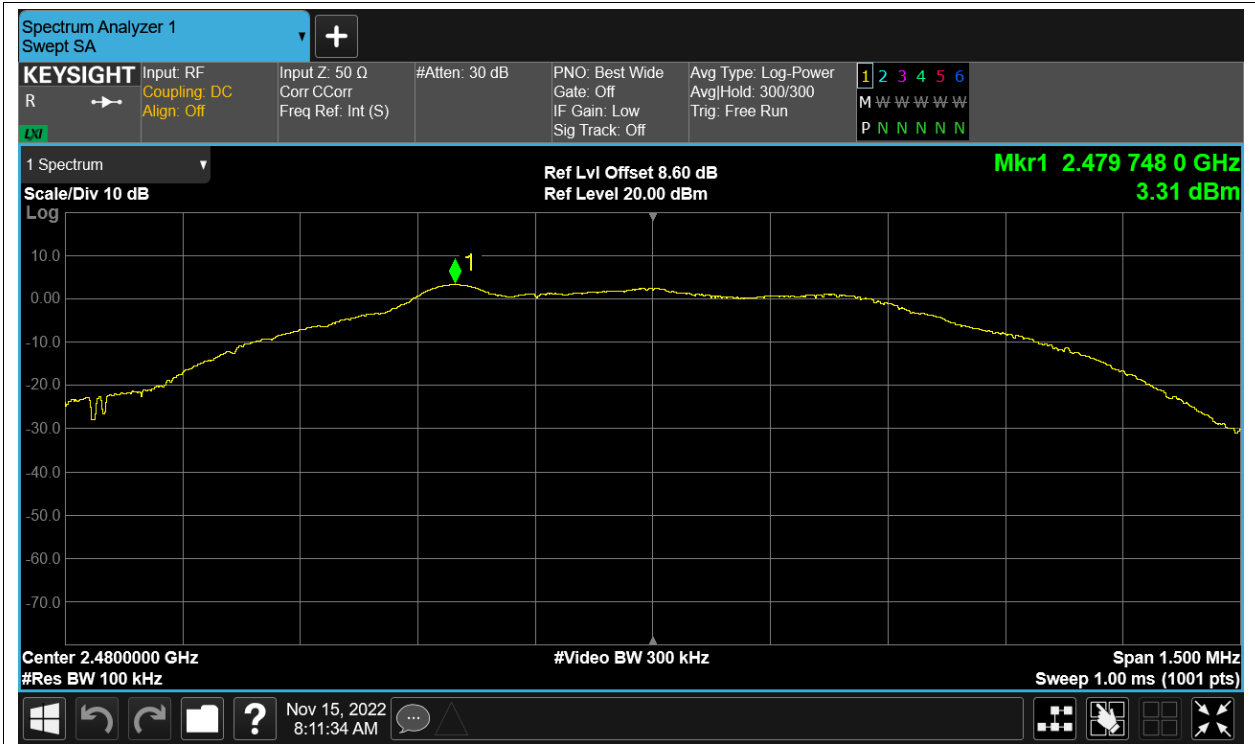 Spectrum Analyzer 1
Swept SA
KEYSIGHT
R
LXI
Input: RF
Coupling: DC
Align: Off
Input Z: 50 Ω
Corr CCorr
Freq Ref: Int (S)
#Atten: 30 dB
PNO: Best Wide
Gate: Off
IF Gain: Low
Sig Track: Off
Avg Type: Log-Power
Avg|Hold: 300/300
Trig: Free Run
1 2 3 4 5 6
M W W W W W W
P N N N N N N
1 Spectrum
Scale/Div 10 dB
Log
Ref Lvl Offset 8.60 dB
Ref Level 20.00 dBm
Mkr1 2.479 748 0 GHz
3.31 dBm
1
10.0
0.00
-10.0
-20.0
-30.0
-40.0
-50.0
-60.0
-70.0
Center 2.4800000 GHz
#Res BW 100 kHz
#Video BW 300 kHz
Span 1.500 MHz
Sweep 1.00 ms (1001 pts)
?
Nov 15, 2022
8:11:34 AM